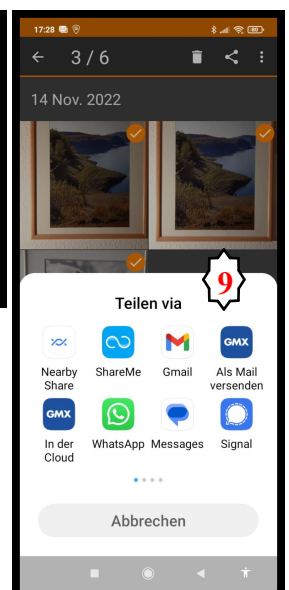 17:28 80
3 / 6
14 Nov. 2022
9
Teilen via
GMX
Nearby Share ShareMe Gmail Als Mail versenden
GMX
In der Cloud WhatsApp Messages Signal
Abbrechen